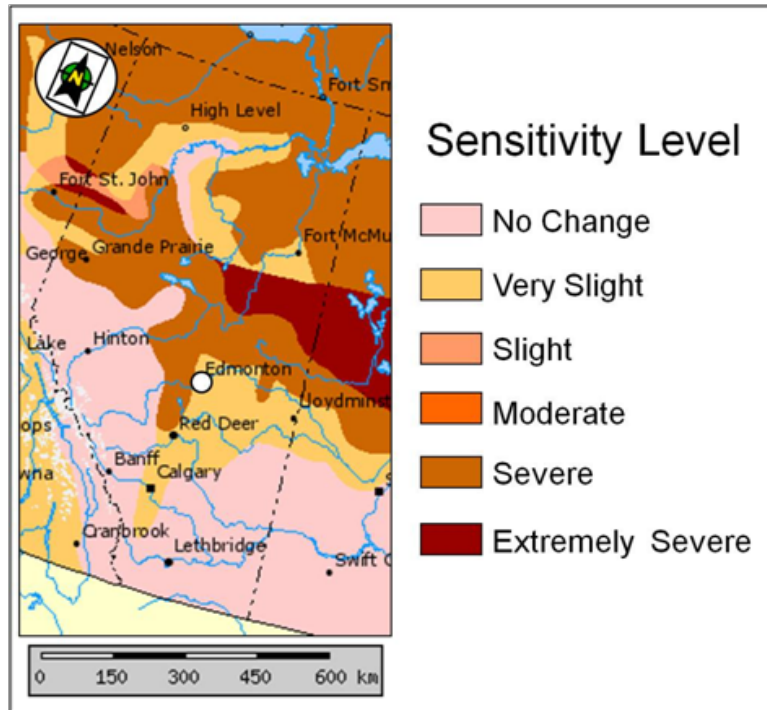 Nelson
N
Fort Sm
High Level
Fort St. John
Fort McMu
George
Grande Prairie
Lake
Hinton
Edmonton
Lloydminst
ops
Red Deer
Banff
wna
Calgary
S
Cranbrook
Lethbridge
Swift C
0 150 300 450 600 km
Sensitivity Level
No Change
Very Slight
Slight
Moderate
Severe
Extremely Severe